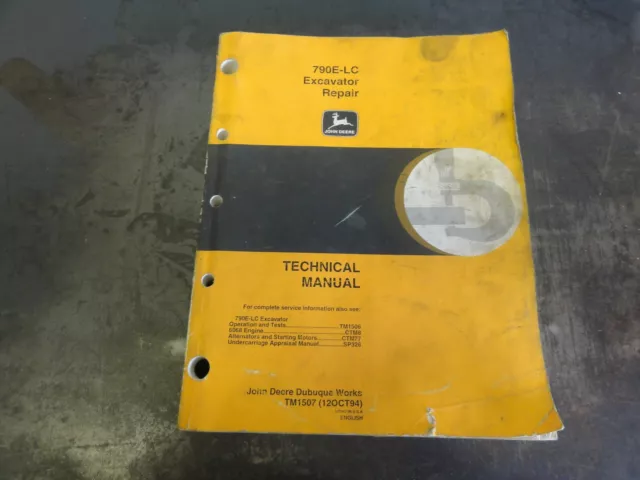 790E-LC
Excavator
Repair
JOHN DEERE
TECHNICAL
MANUAL
For complete service information also see:
790E-LC Excavator
Operation and Tests TM1506
6068 Engine CTM8
Alternators and Starting Motors CTM77
Undercarriage Appraisal Manual SP326
John Deere Dubuque Works
TM1507 (12OCT94)
ENGLISH